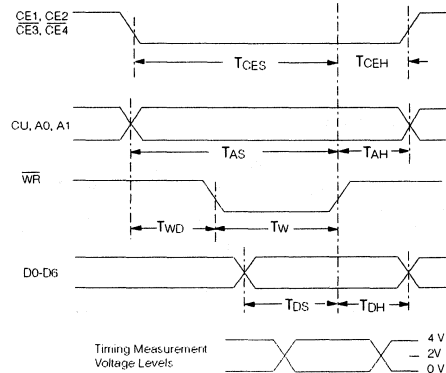 CE1, CE2
CE3, CE4
TCES
TCEH
CU, A0, A1
TAS
TAH
WR
TWD
TW
D0-D6
TDS
TDH
Timing Measurement
Voltage Levels
4 V
2V
0 V